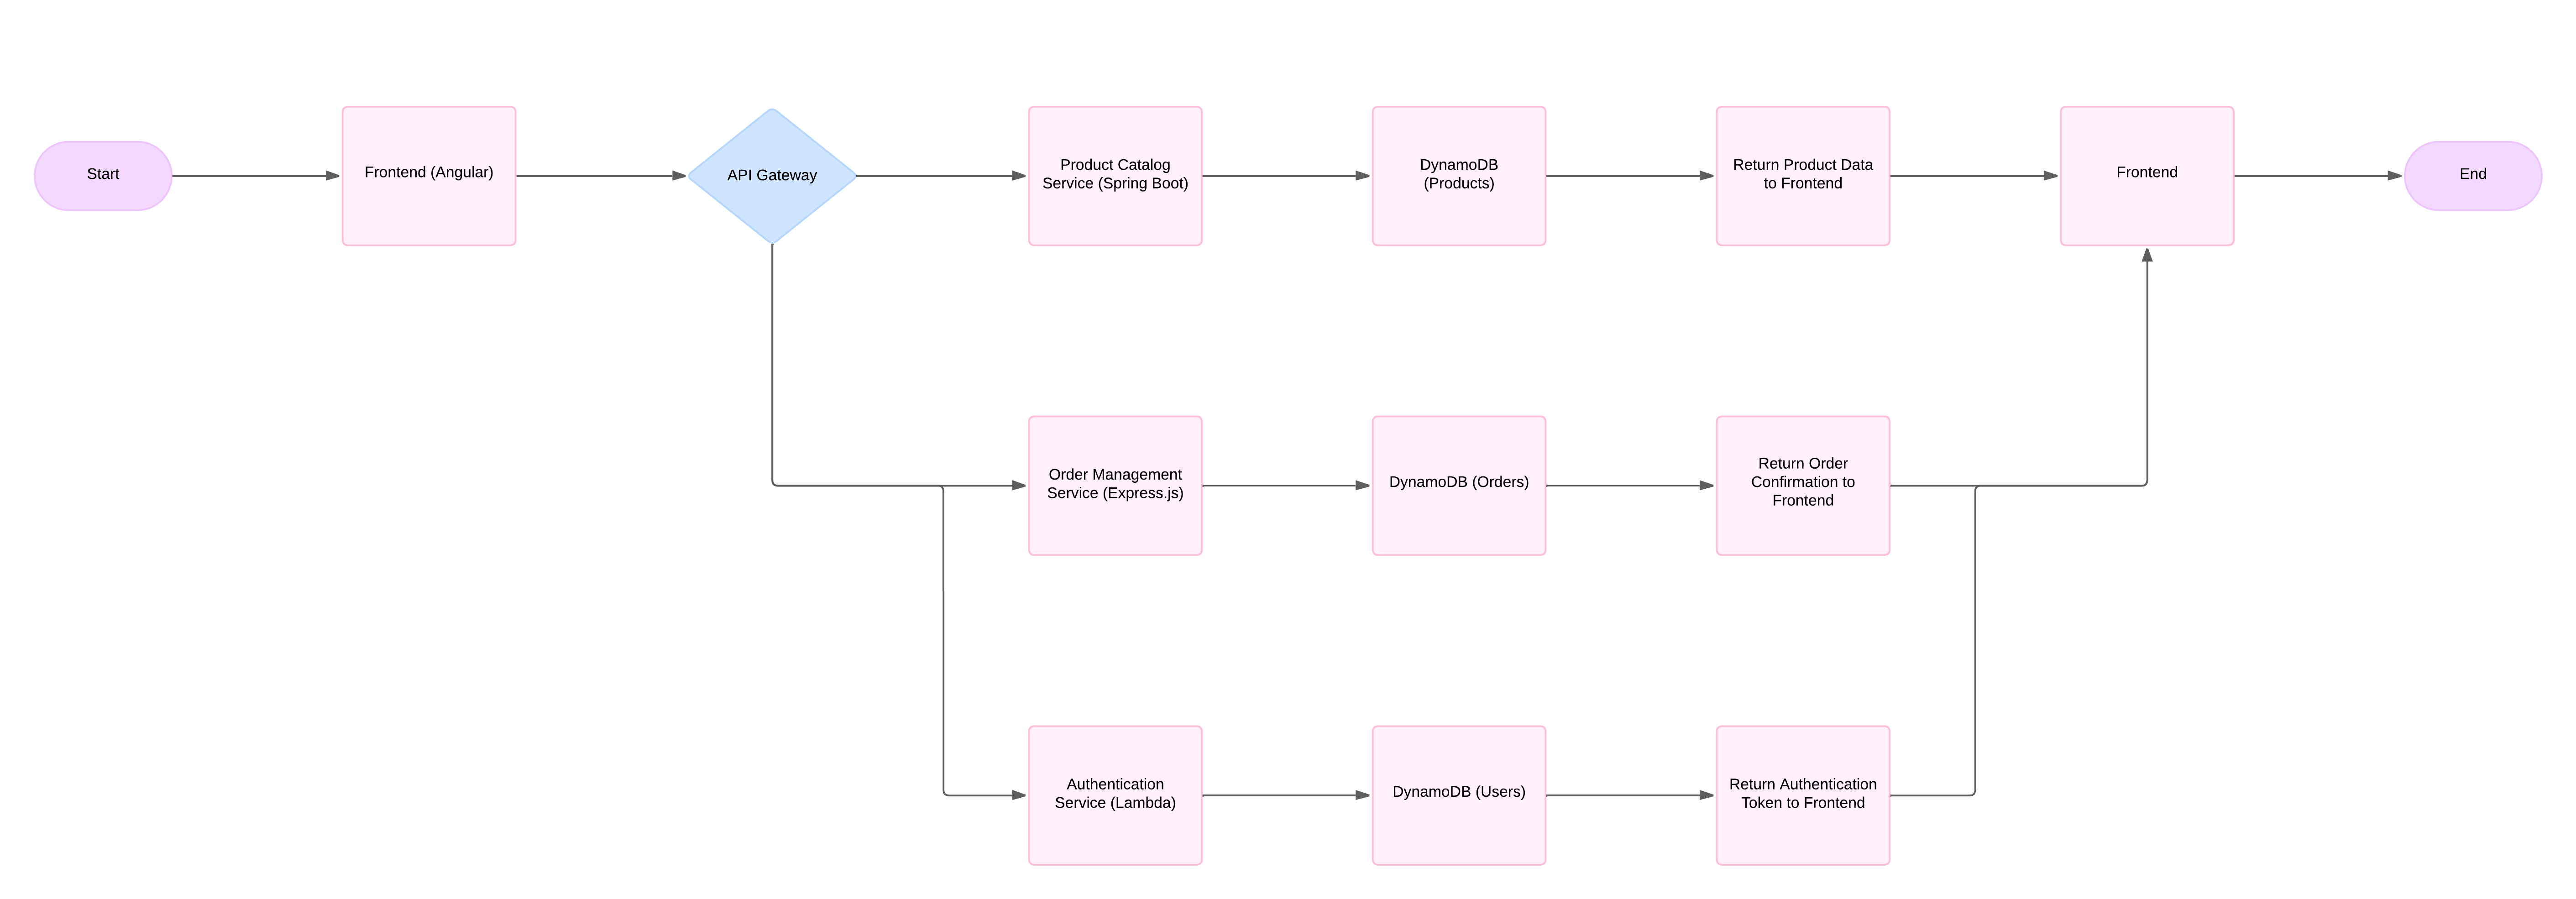 Start
Frontend (Angular)
API Gateway
Product Catalog
Service (Spring Boot)
DynamoDB
(Products)
Return Product Data
to Frontend
Frontend
End
Order Management
Service (Express.js)
DynamoDB (Orders)
Return Order
Confirmation to
Frontend
Authentication
Service (Lambda)
DynamoDB (Users)
Return Authentication
Token to Frontend